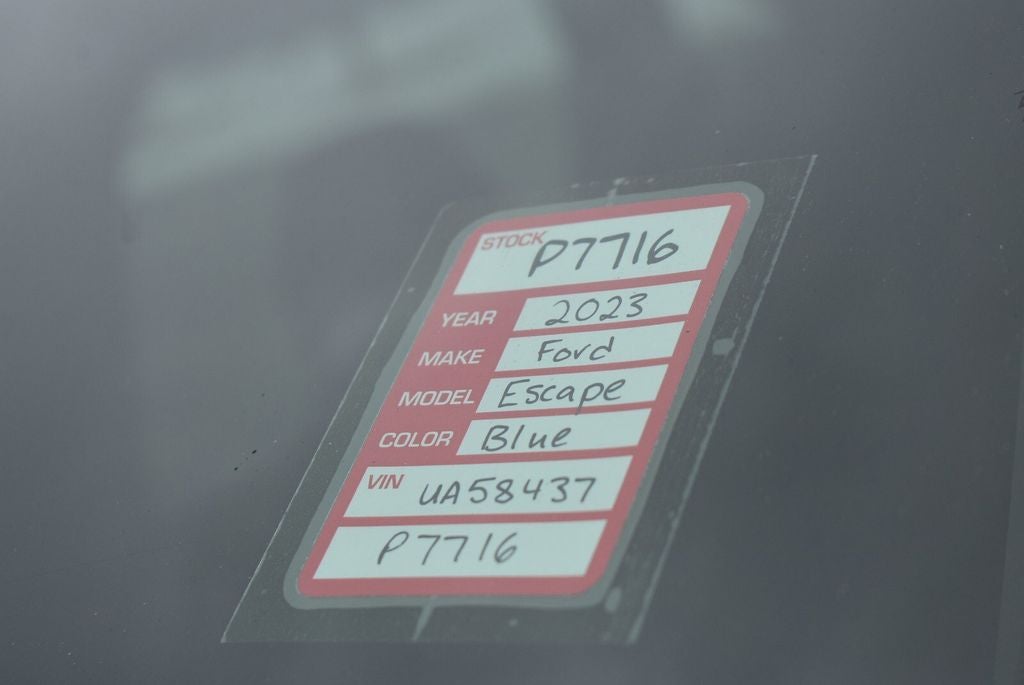 STOCK P7716
YEAR 2023
MAKE Ford
MODEL Escape
COLOR Blue
VIN UA58437
P7716